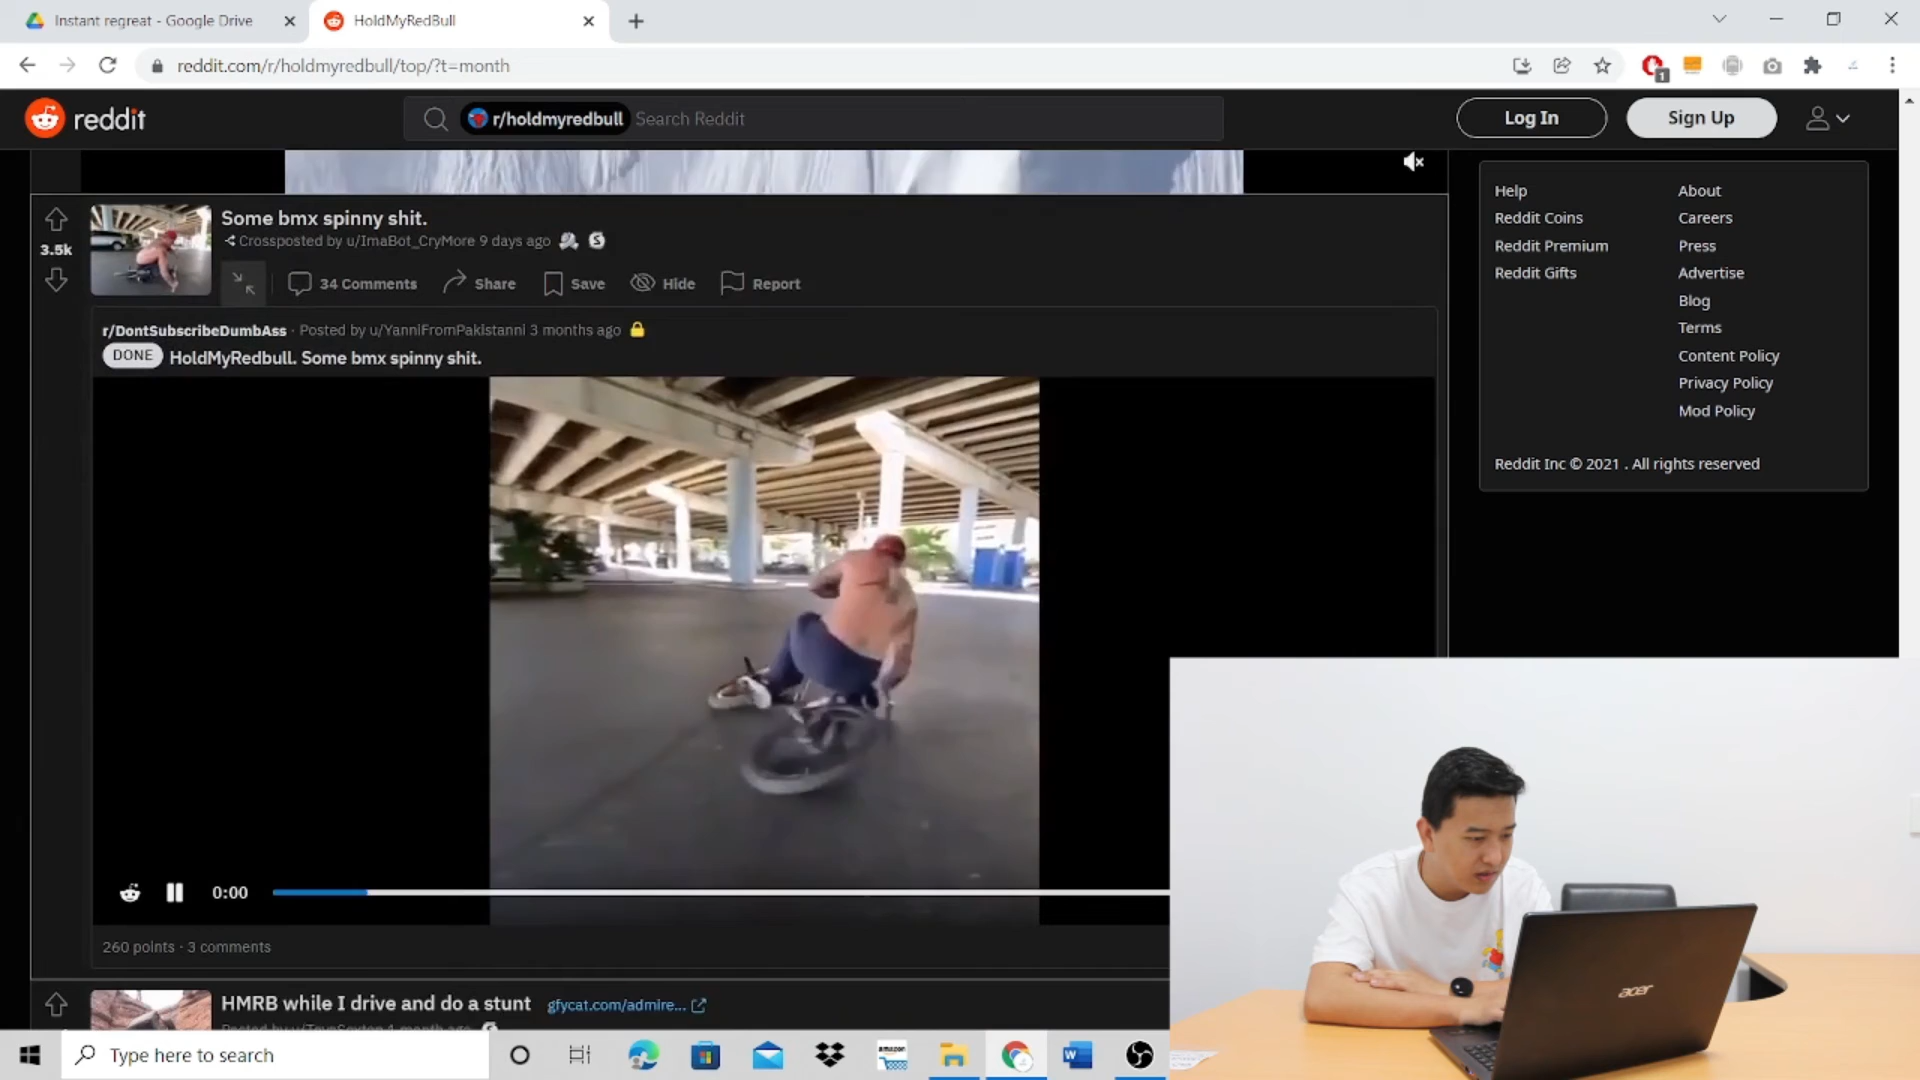 Instant regreat - Google Drive
HoldMyRedBull
reddit.com/r/holdmyredbull/top/?t=month
1
reddit
r/holdmyredbull Search Reddit
Log In
Sign Up
Some bmx spinny shit.
Crossposted by u/ImaBot_CryMore 9 days ago
3.5k
34 Comments Share Save Hide Report
r/DontSubscribeDumbAss · Posted by u/YanniFromPakistanni 3 months ago
DONE HoldMyRedbull. Some bmx spinny shit.
0:00
260 points · 3 comments
HMRB while I drive and do a stunt gfycat.com/admire...
Help About
Reddit Coins Careers
Reddit Premium Press
Reddit Gifts Advertise
Blog
Terms
Content Policy
Privacy Policy
Mod Policy
Reddit Inc © 2021 . All rights reserved
acer
Type here to search
amazon
W